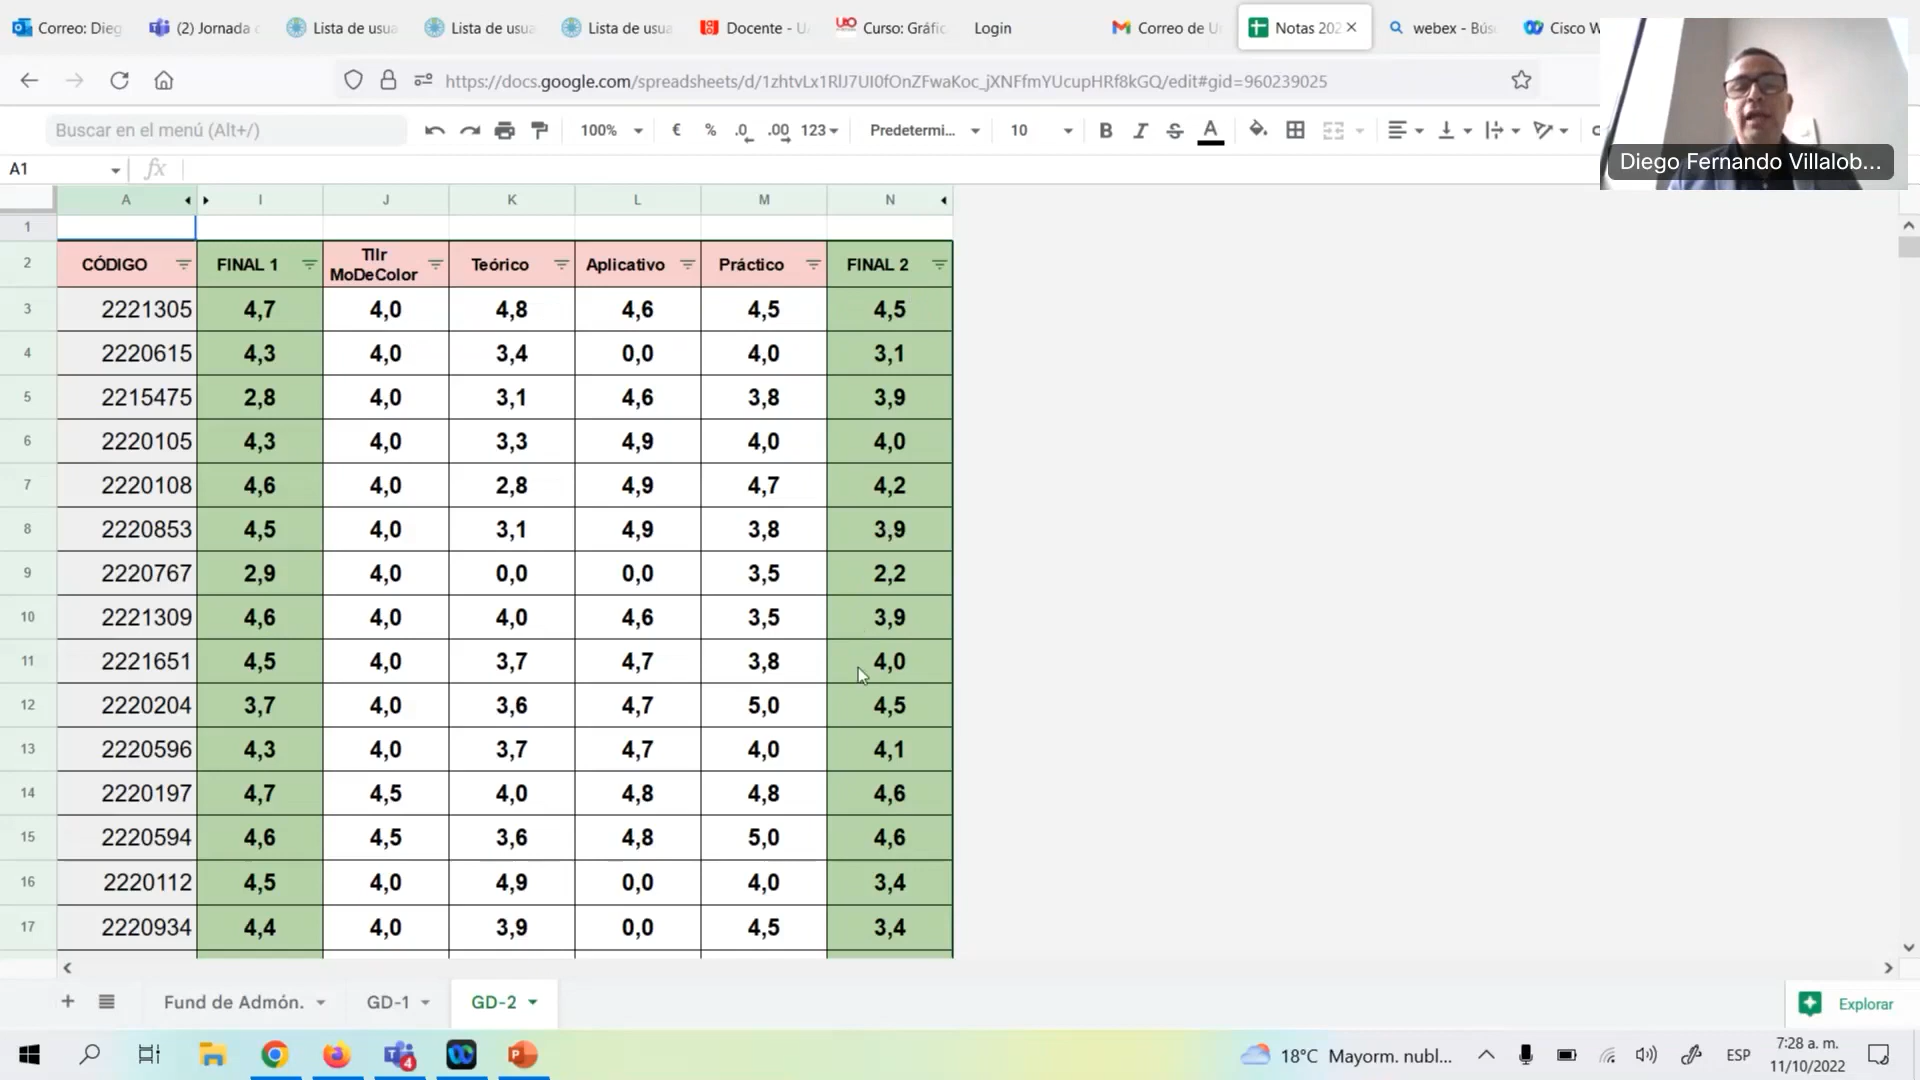 Correo: Dieg (2) Jornada Lista de usua Lista de usua Lista de usua Docente - U Curso: Gráfic Login Correo de U Notas 202 webex - Bús Cisco W
https://docs.google.com/spreadsheets/d/1zhtvLx1RlJ7UI0fOnZFwaKoc_jXNFfmYUcupHRf8kGQ/edit#gid=960239025
Buscar en el menú (Alt+/) 100% € % .0 .00 123 Predetermi... 10 B I S A
Diego Fernando Villalob...
A1 fx
A I J K L M N
1
2 CÓDIGO FINAL 1 Tllr MoDeColor Teórico Aplicativo Práctico FINAL 2
3 2221305 4,7 4,0 4,8 4,6 4,5 4,5
4 2220615 4,3 4,0 3,4 0,0 4,0 3,1
5 2215475 2,8 4,0 3,1 4,6 3,8 3,9
6 2220105 4,3 4,0 3,3 4,9 4,0 4,0
7 2220108 4,6 4,0 2,8 4,9 4,7 4,2
8 2220853 4,5 4,0 3,1 4,9 3,8 3,9
9 2220767 2,9 4,0 0,0 0,0 3,5 2,2
10 2221309 4,6 4,0 4,0 4,6 3,5 3,9
11 2221651 4,5 4,0 3,7 4,7 3,8 4,0
12 2220204 3,7 4,0 3,6 4,7 5,0 4,5
13 2220596 4,3 4,0 3,7 4,7 4,0 4,1
14 2220197 4,7 4,5 4,0 4,8 4,8 4,6
15 2220594 4,6 4,5 3,6 4,8 5,0 4,6
16 2220112 4,5 4,0 4,9 0,0 4,0 3,4
17 2220934 4,4 4,0 3,9 0,0 4,5 3,4
Fund de Admón. GD-1 GD-2 Explorar
18°C Mayorm. nubl... ESP 7:28 a. m.
11/10/2022